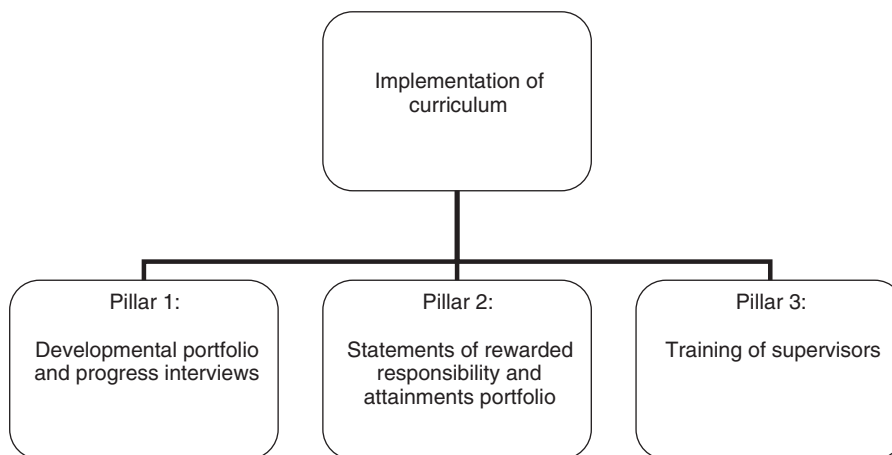 Implementation of
curriculum
Pillar 1:
Developmental portfolio
and progress interviews
Pillar 2:
Statements of rewarded
responsibility and
attainments portfolio
Pillar 3:
Training of supervisors